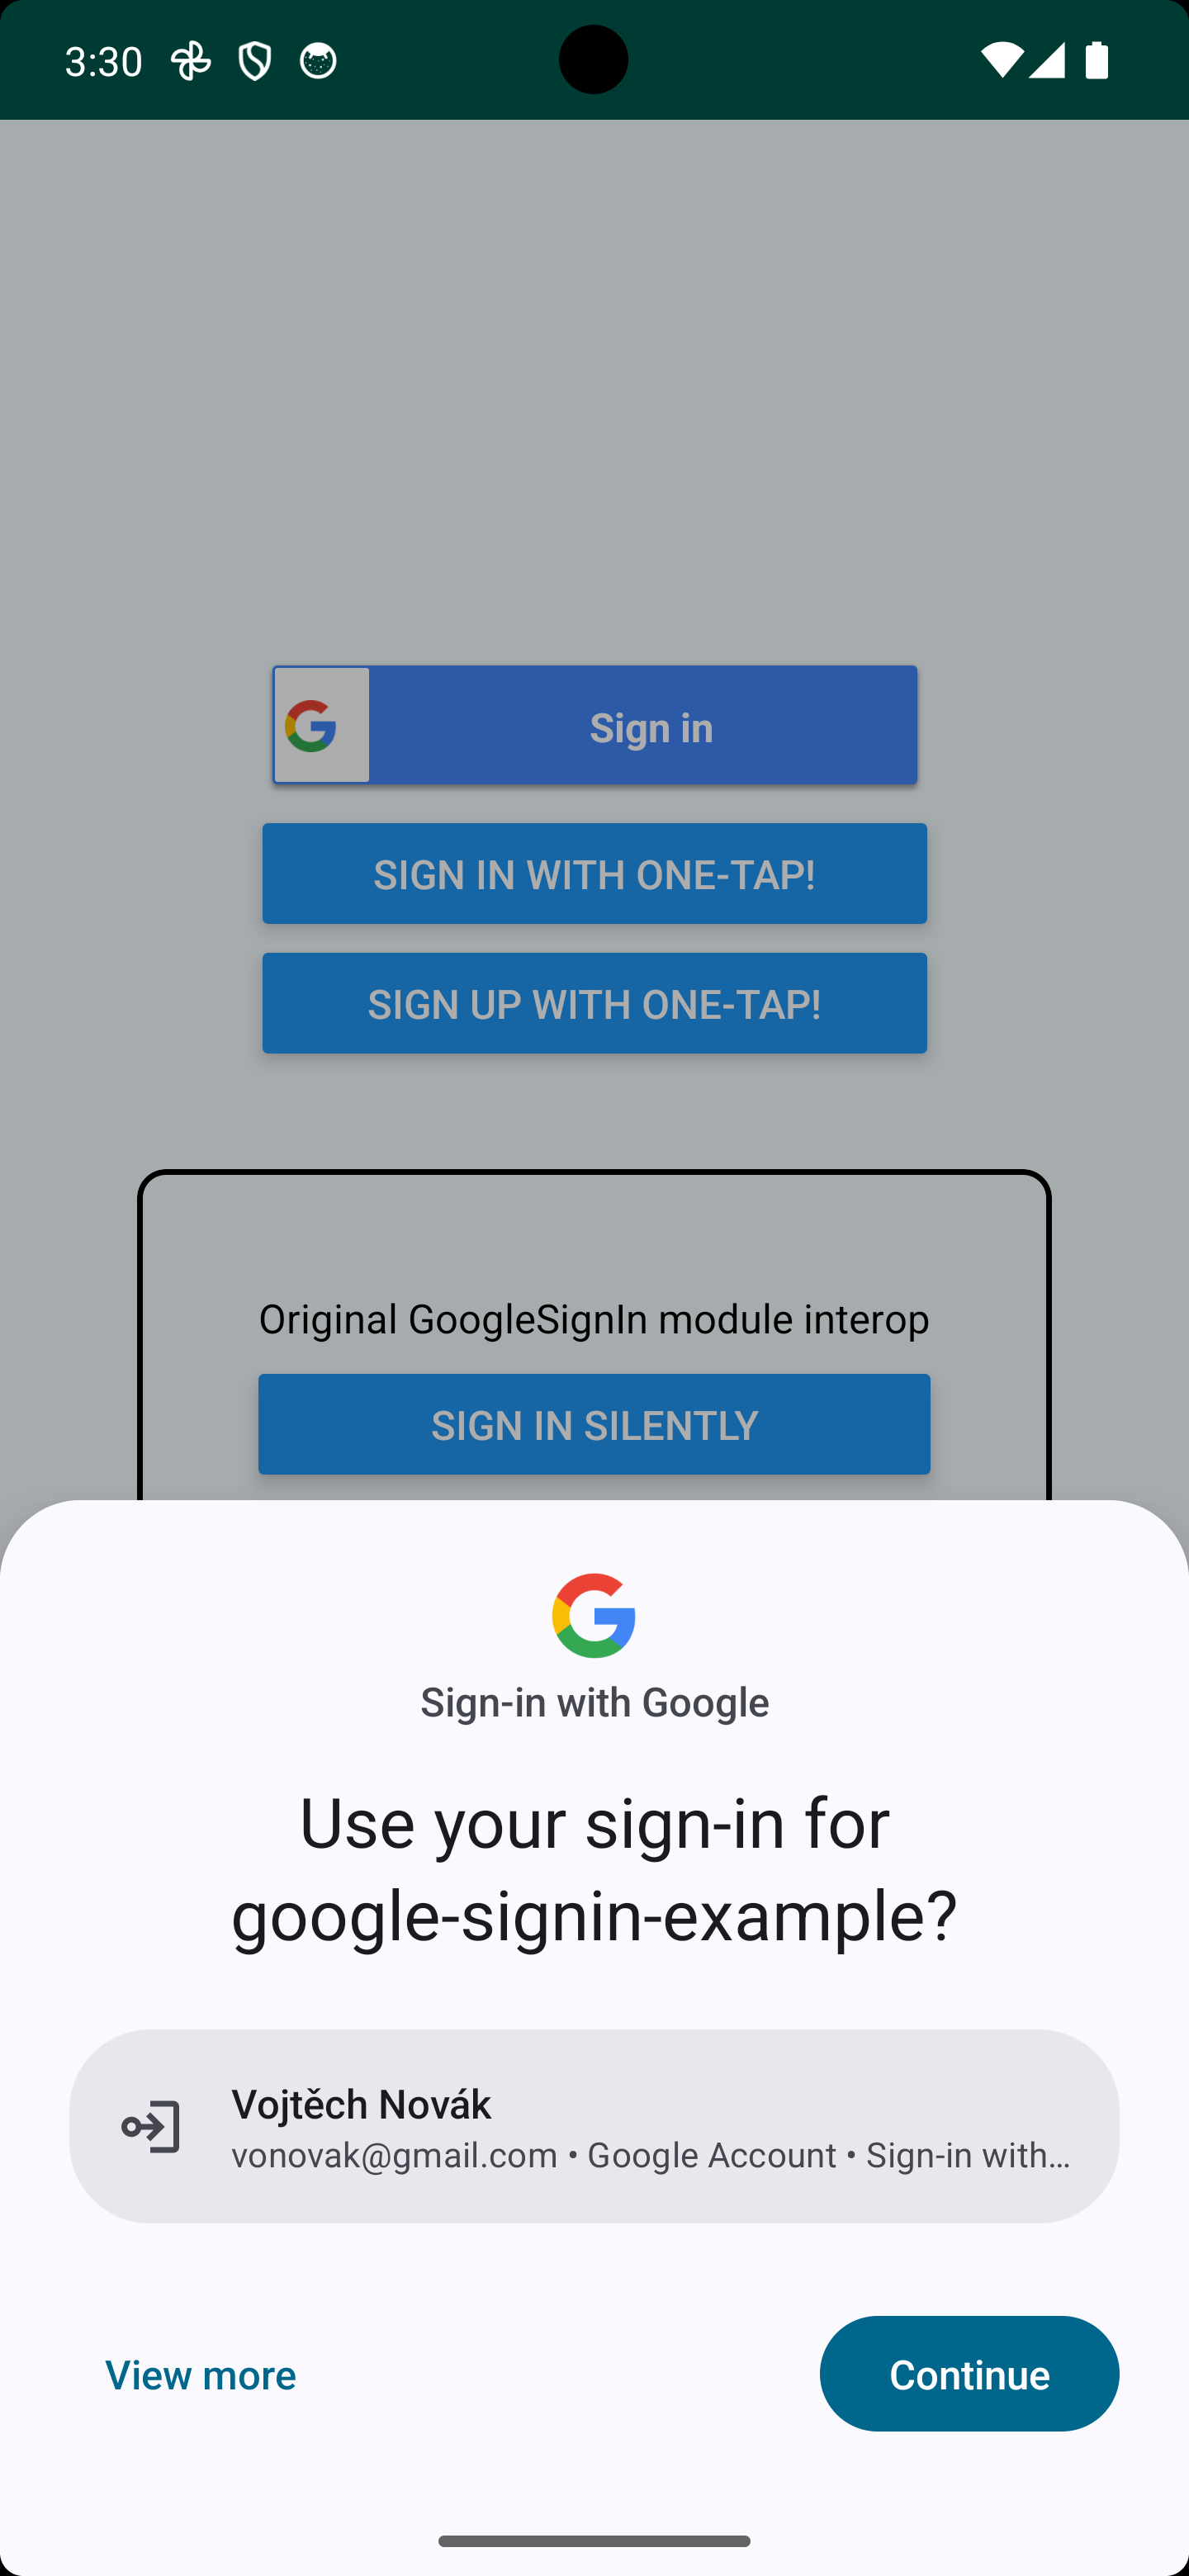 3:30
Sign in
SIGN IN WITH ONE-TAP!
SIGN UP WITH ONE-TAP!
Original GoogleSignIn module interop
SIGN IN SILENTLY
Sign-in with Google
Use your sign-in for
google-signin-example?
Vojtěch Novák
vonovak@gmail.com • Google Account • Sign-in with...
View more
Continue